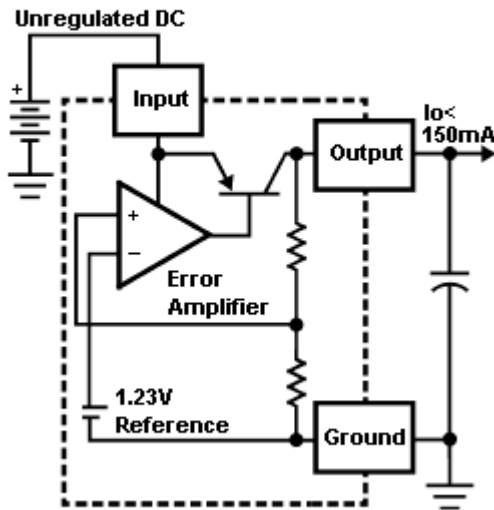 Unregulated DC
+
Input
Io<
150mA
Output
+
−
Error
Amplifier
1.23V
Reference
Ground